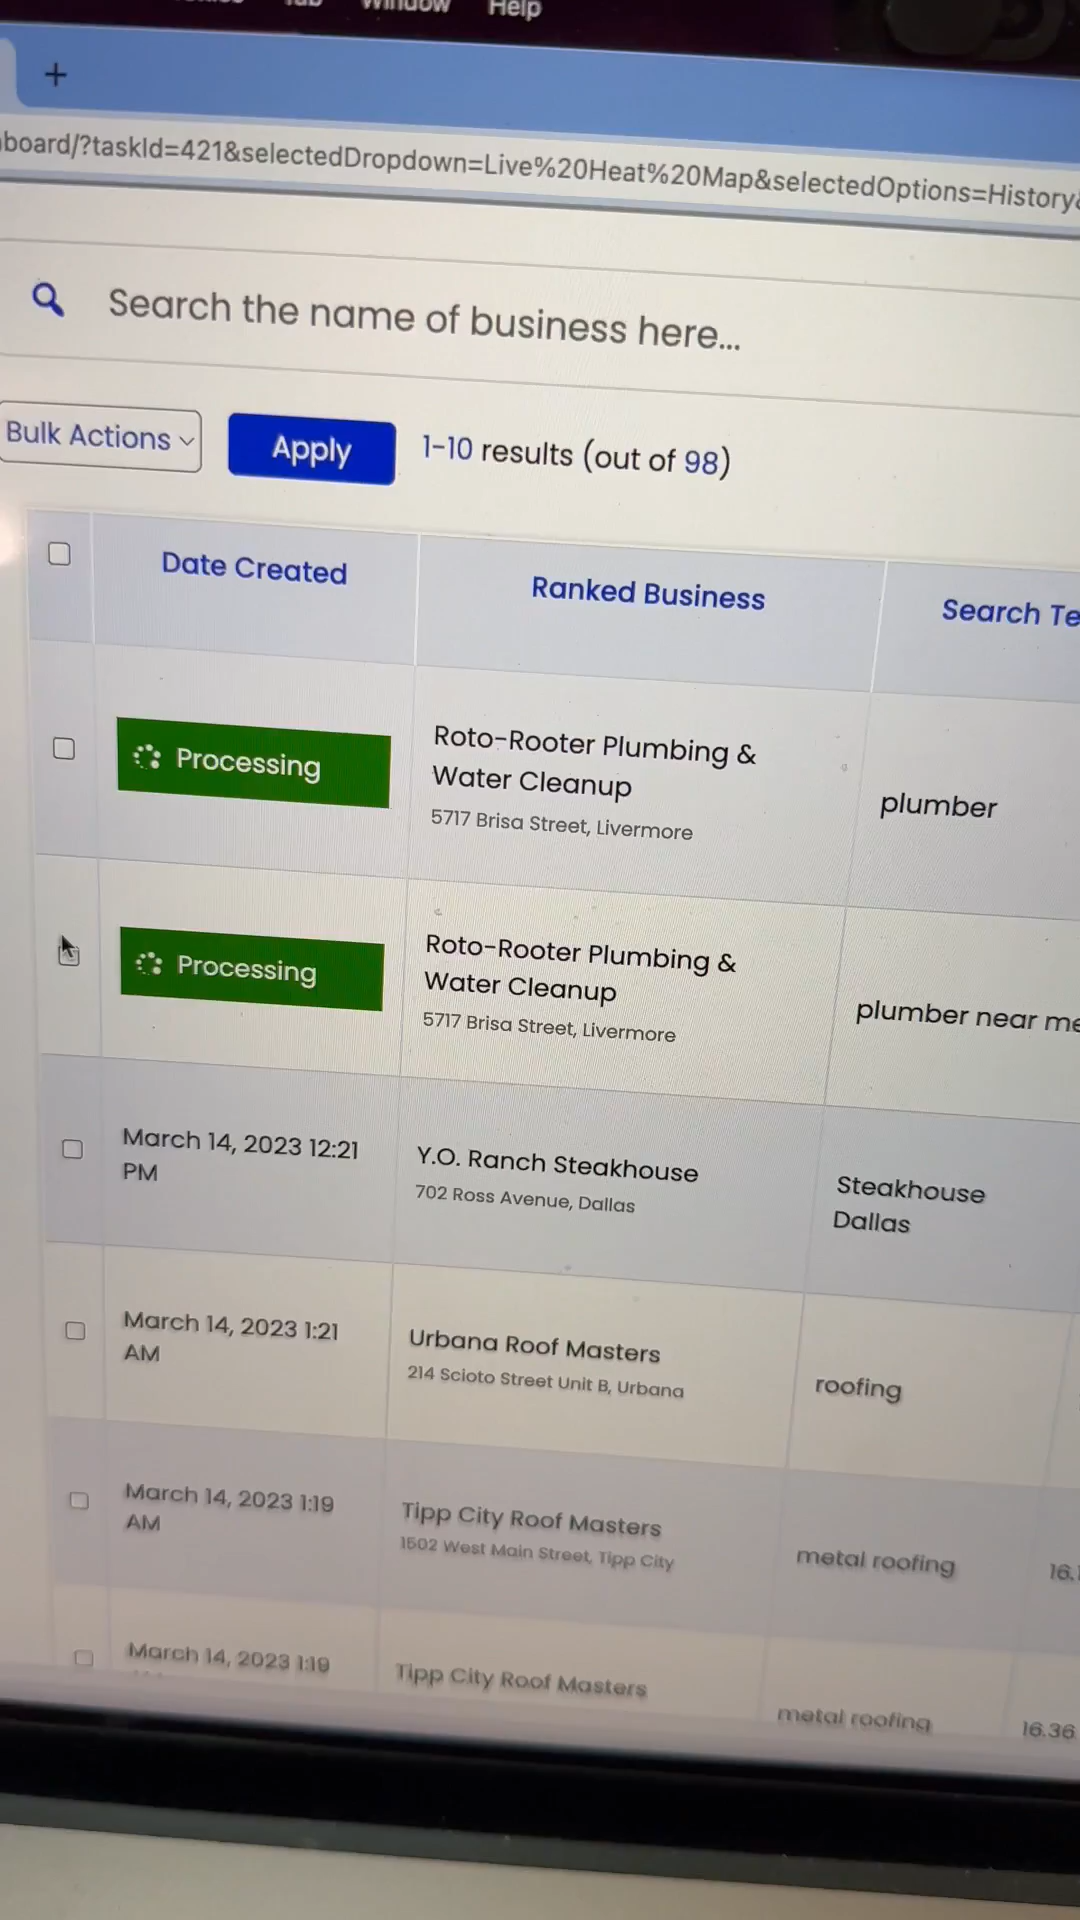 Tab Window Help
+
board/?taskId=421&selectedDropdown=Live%20Heat%20Map&selectedOptions=History&
Search the name of business here...
Bulk Actions
Apply
1-10 results (out of 98)
Date Created
Ranked Business
Search Te
Processing
Roto-Rooter Plumbing &
Water Cleanup
5717 Brisa Street, Livermore
plumber
Processing
Roto-Rooter Plumbing &
Water Cleanup
5717 Brisa Street, Livermore
plumber near me
March 14, 2023 12:21
PM
Y.O. Ranch Steakhouse
702 Ross Avenue, Dallas
Steakhouse
Dallas
March 14, 2023 1:21
AM
Urbana Roof Masters
214 Scioto Street Unit B, Urbana
roofing
March 14, 2023 1:19
AM
Tipp City Roof Masters
1502 West Main Street, Tipp City
metal roofing
16.1
March 14, 2023 1:19
Tipp City Roof Masters
metal roofing
16.36